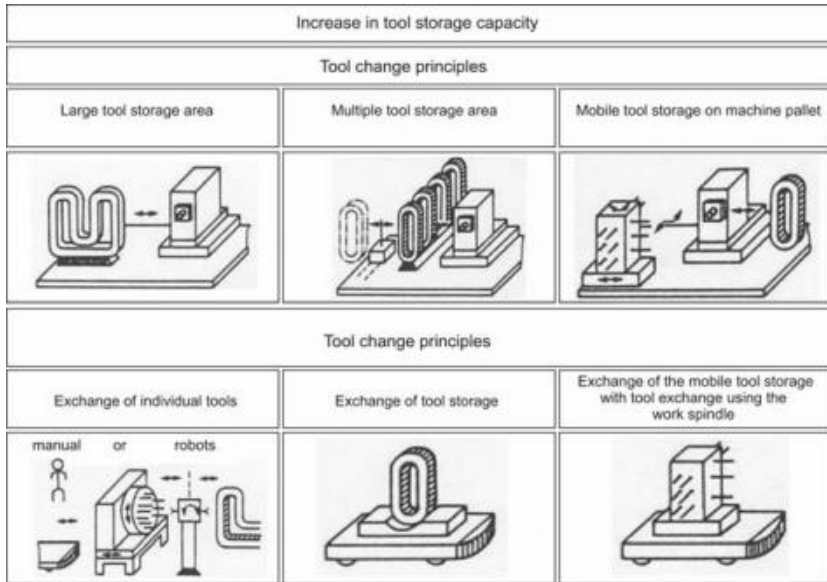 Increase in tool storage capacity
Tool change principles
Large tool storage area
Multiple tool storage area
Mobile tool storage on machine pallet
Tool change principles
Exchange of individual tools
Exchange of tool storage
Exchange of the mobile tool storage
with tool exchange using the
work spindle
manual or robots